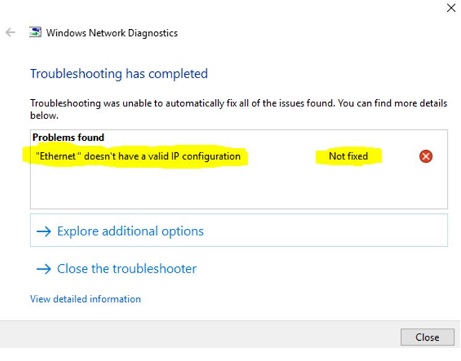 Windows Network Diagnostics
Troubleshooting has completed
Troubleshooting was unable to automatically fix all of the issues found. You can find more details
below.
Problems found
"Ethernet" doesn't have a valid IP configuration Not fixed
Explore additional options
Close the troubleshooter
View detailed information
Close